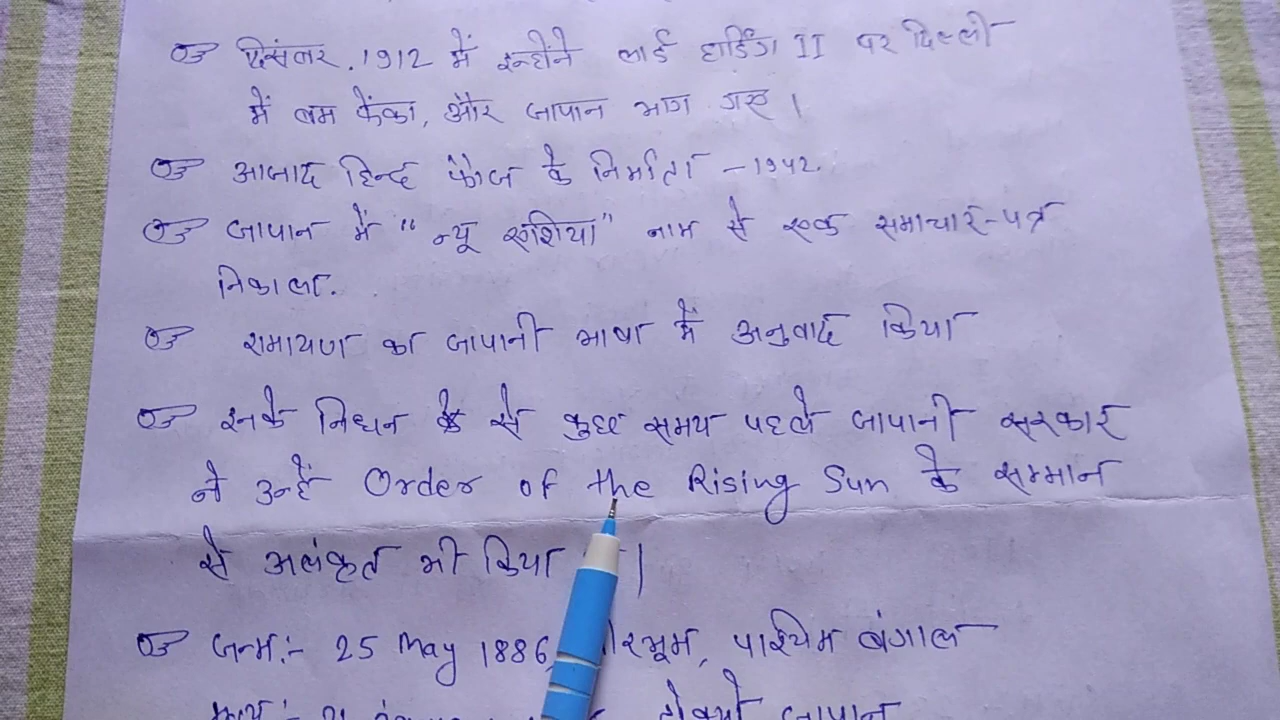 दिसंबर .1912 में इन्होंने लार्ड हार्डिंग II पर दिल्ली
में बम फेंका, और जापान भाग गए ।
आजाद हिन्द फौज के निर्माता - 1942.
जापान में " न्यू एशिया" नाम से एक समाचार-पत्र
निकाला.
रामायण का जापानी भाषा में अनुवाद किया
इनके निधन से कुछ समय पहले जापानी सरकार
ने उन्हें Order of the Rising Sun के सम्मान
से अलंकृत भी किया |
जन्म:- 25 May 1886, पश्चिम बंगाल
टोक्यो जापान